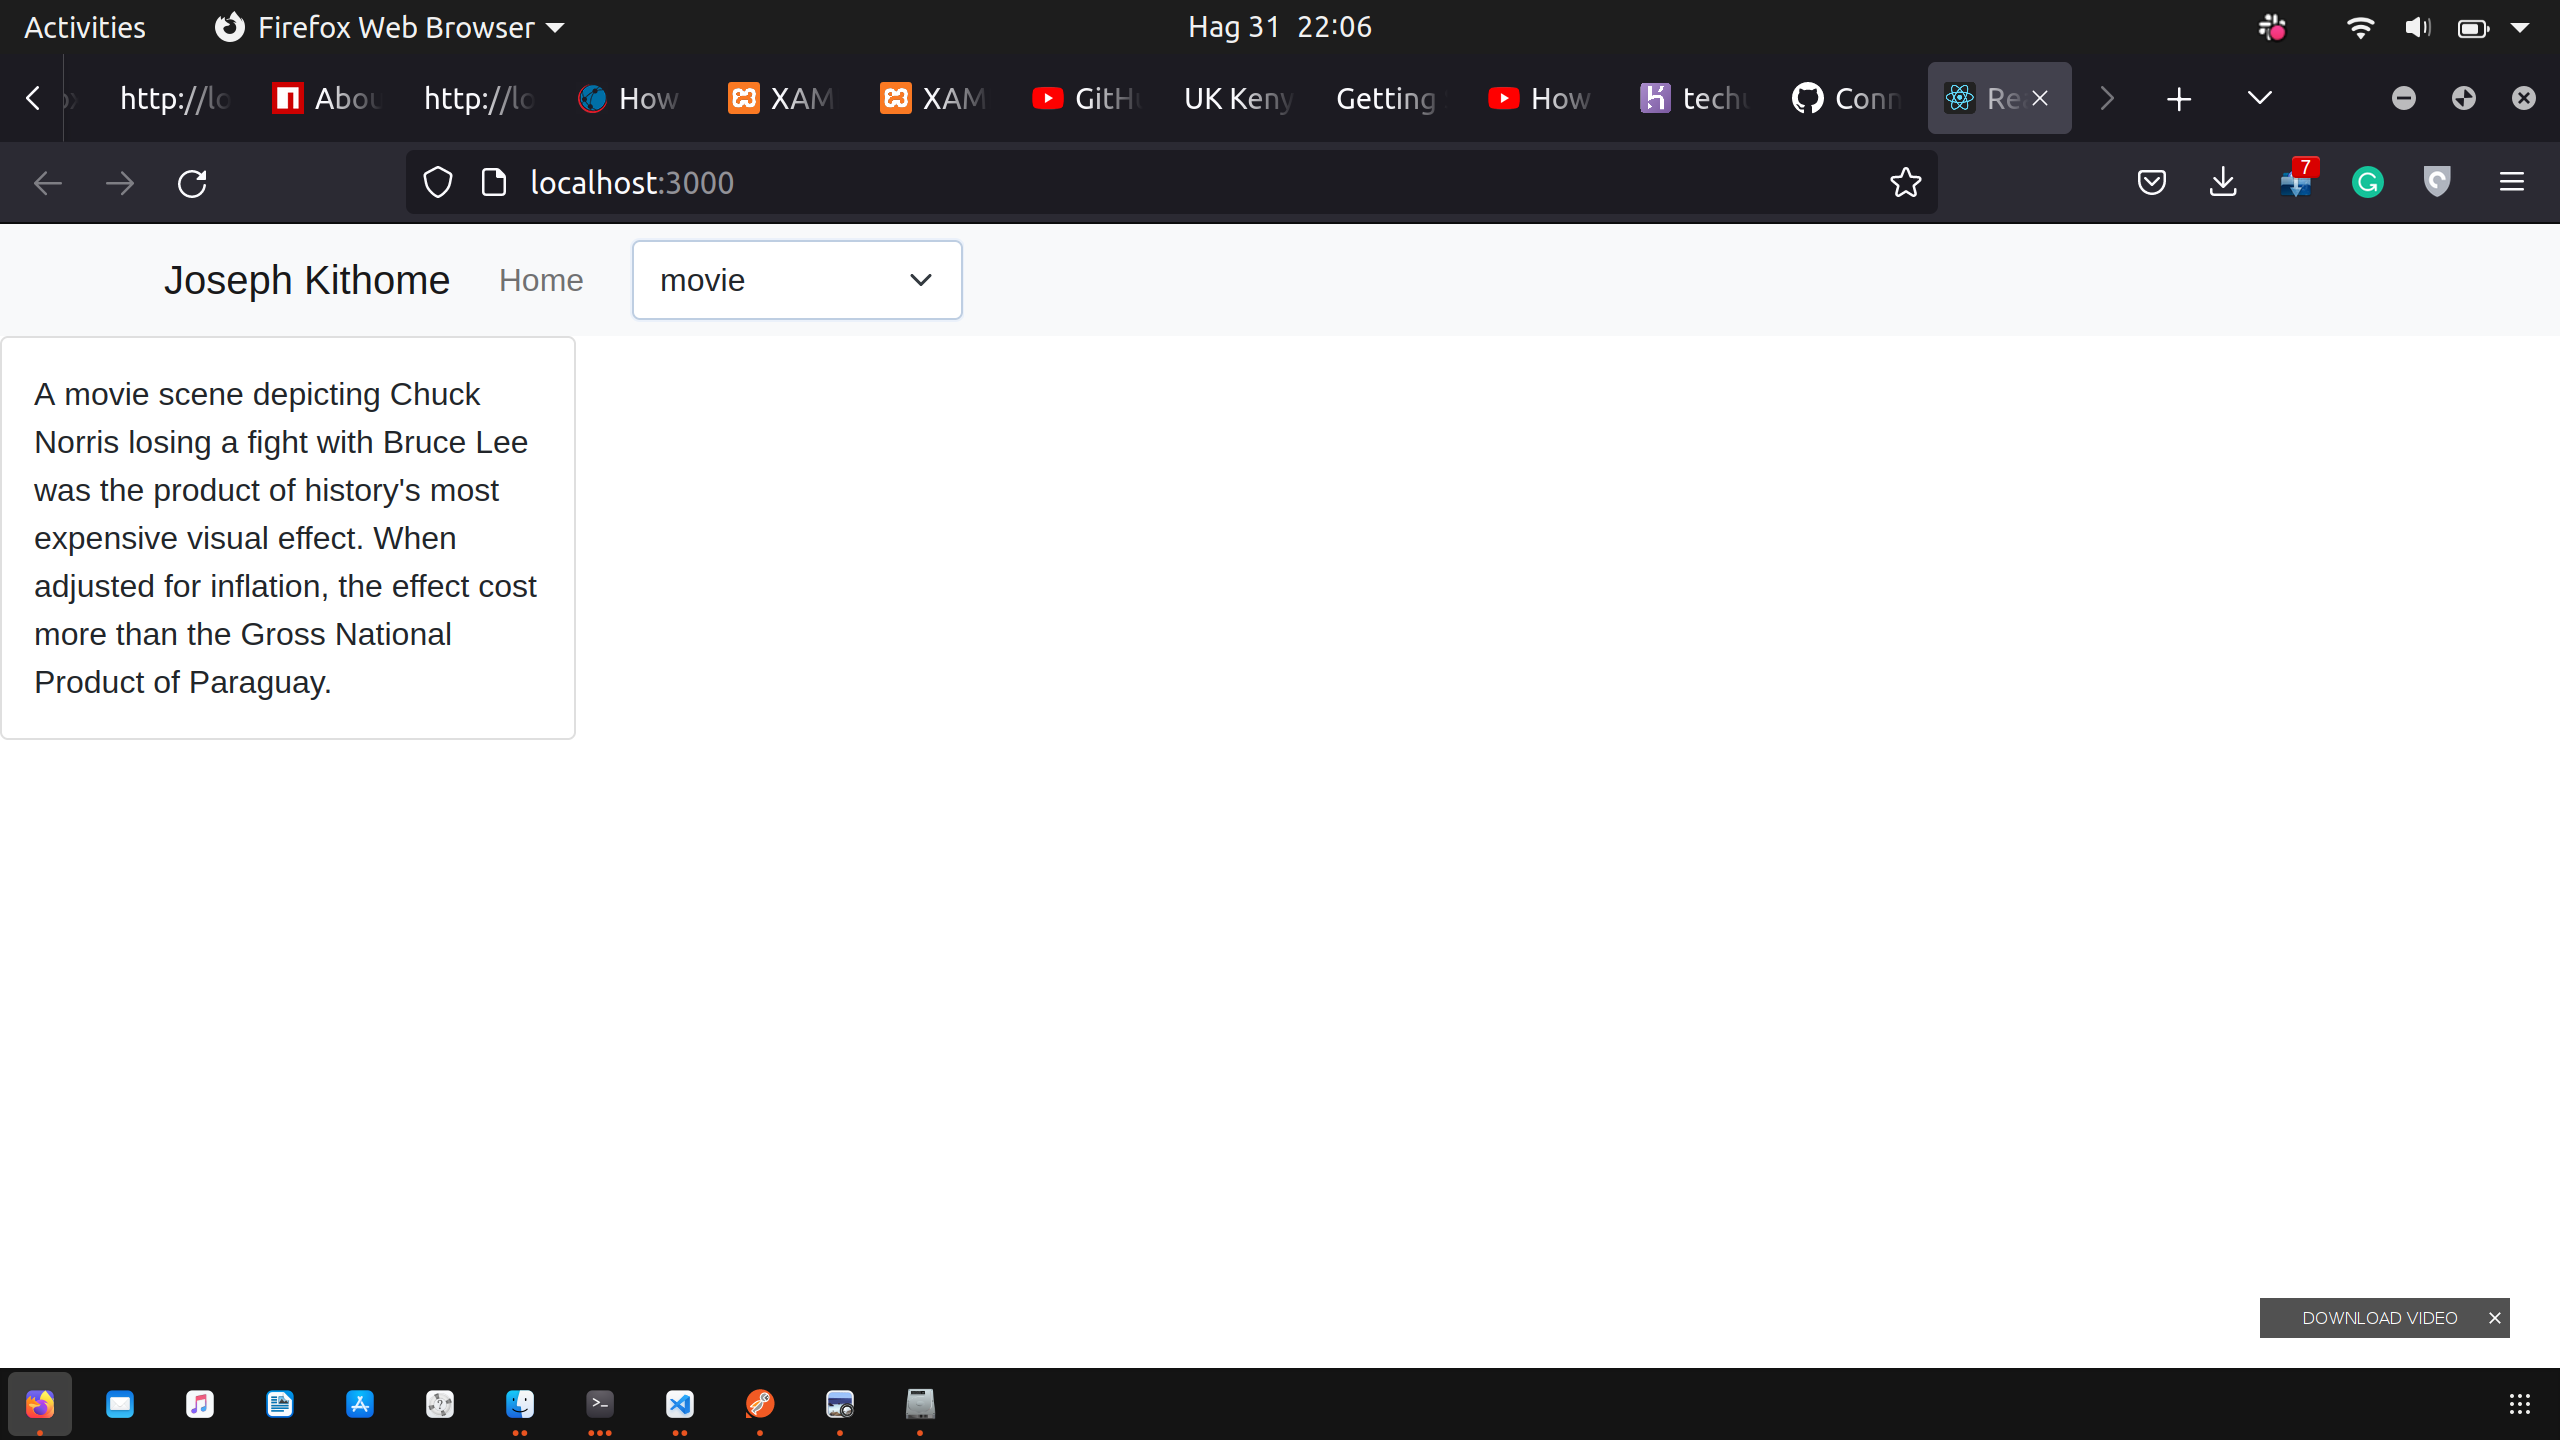 Activities Firefox Web Browser Hag 31 22:06
http://lo Abou http://lo How XAM XAM GitHu UK Keny Getting How techu Conn Rea
localhost:3000 7
Joseph Kithome Home movie
A movie scene depicting Chuck
Norris losing a fight with Bruce Lee
was the product of history's most
expensive visual effect. When
adjusted for inflation, the effect cost
more than the Gross National
Product of Paraguay.
DOWNLOAD VIDEO